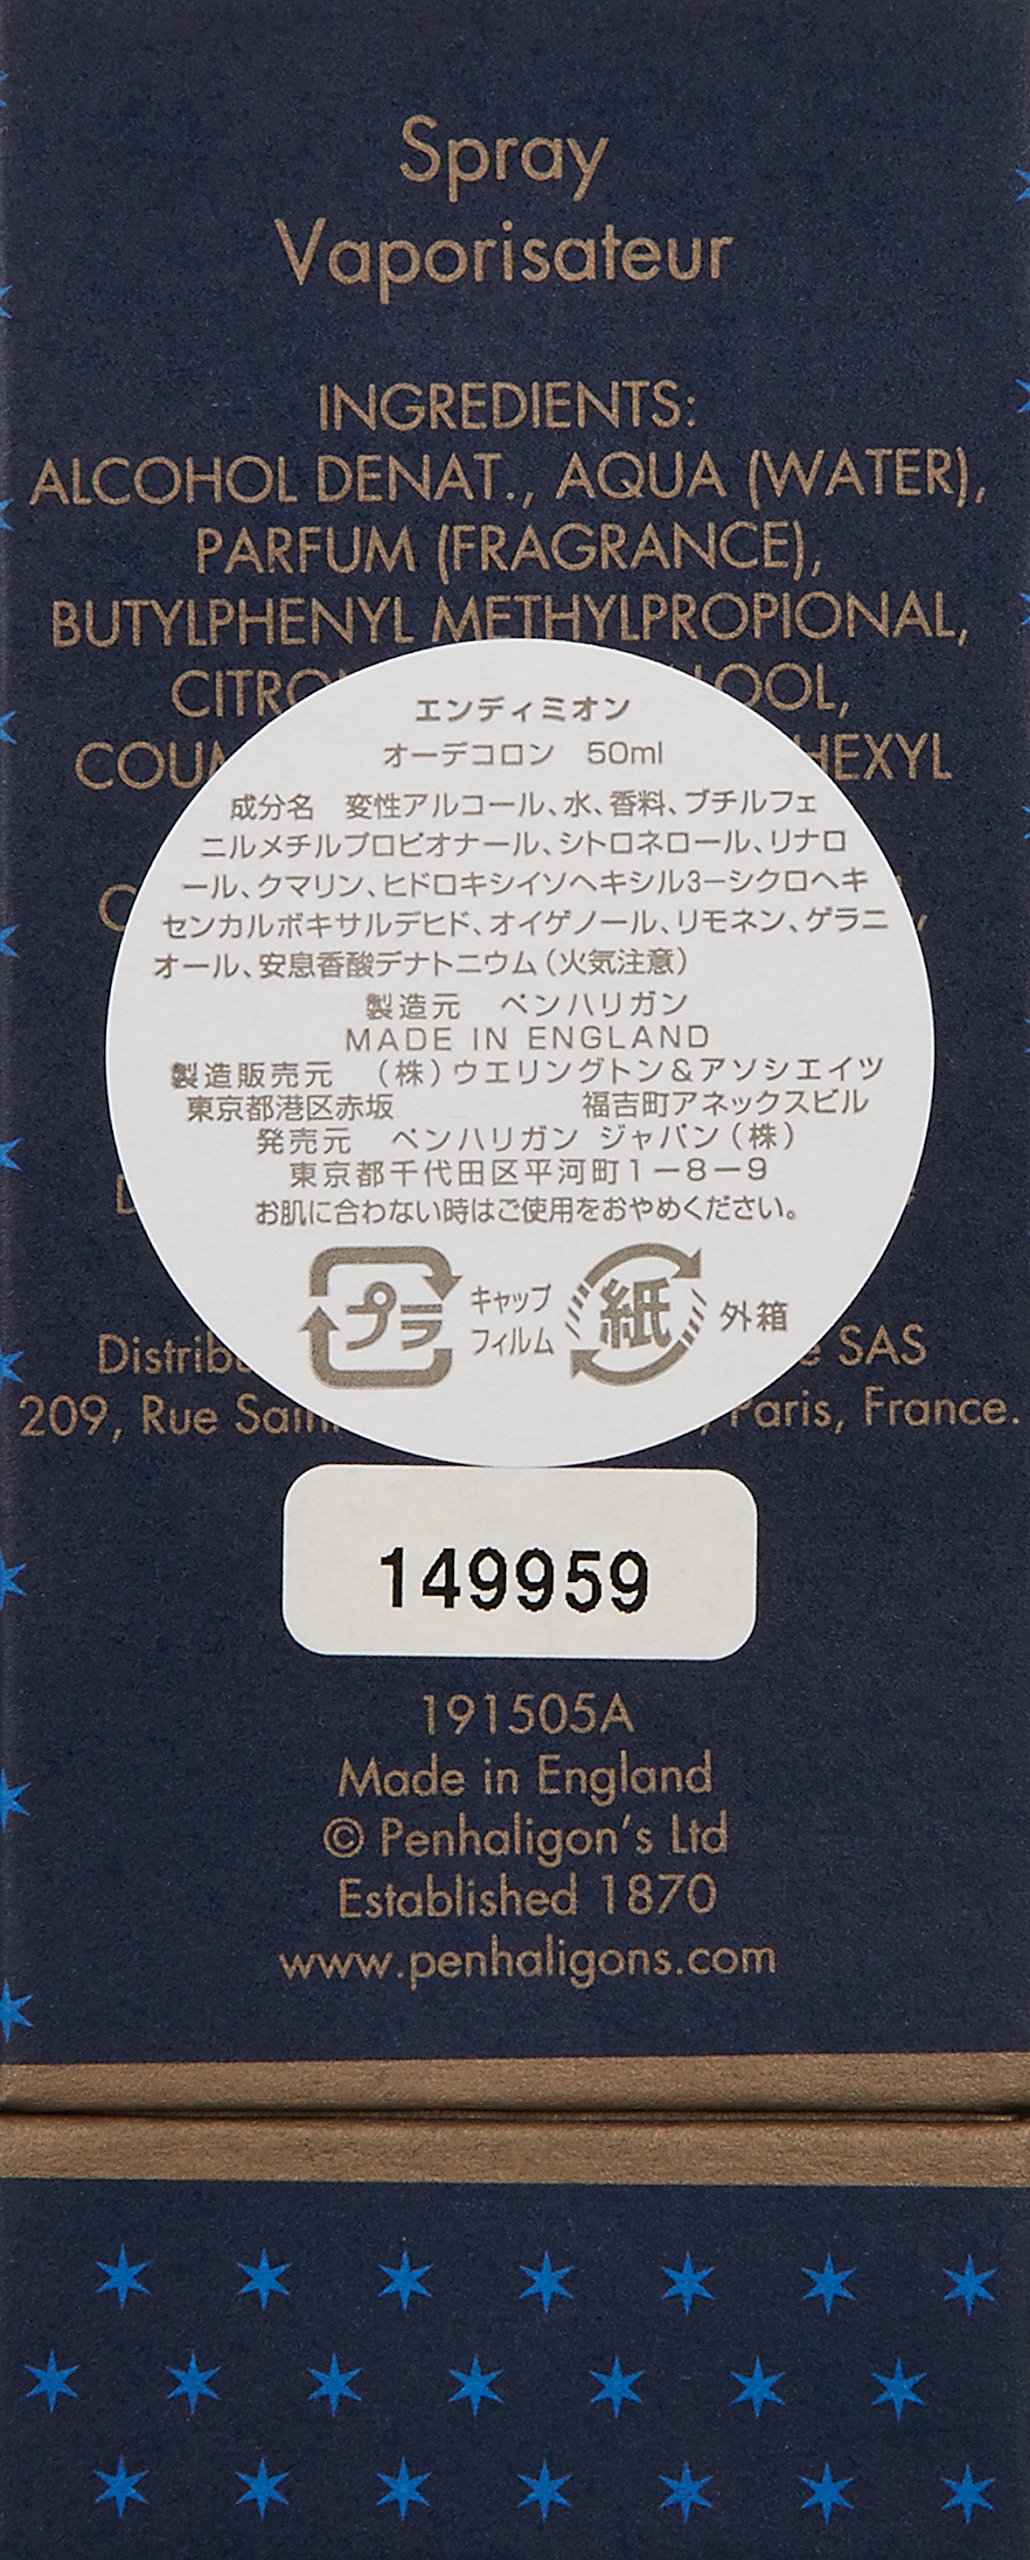 Spray
Vaporisateur
INGREDIENTS:
ALCOHOL DENAT., AQUA (WATER),
PARFUM (FRAGRANCE),
BUTYLPHENYL METHYLPROPIONAL,
エンディミオン
オーデコロン 50ml
成分名 変性アルコール、水、香料、ブチルフェ
ニルメチルプロピオナール、シトロネロール、リナロ
ール、クマリン、ヒドロキシイソヘキシル3−シクロヘキ
センカルボキサルデヒド、オイゲノール、リモネン、ゲラニ
オール、安息香酸デナトニウム（火気注意）
製造元 ペンハリガン
MADE IN ENGLAND
製造販売元 （株）ウエリングトン＆アソシエイツ
東京都港区赤坂 福吉町アネックスビル
発売元 ペンハリガン ジャパン（株）
東京都千代田区平河町1−8−9
お肌に合わない時はご使用をおやめください。
プラ キャップ フィルム 紙 外箱
SAS
209, Rue Paris, France.
149959
191505A
Made in England
© Penhaligon's Ltd
Established 1870
www.penhaligons.com